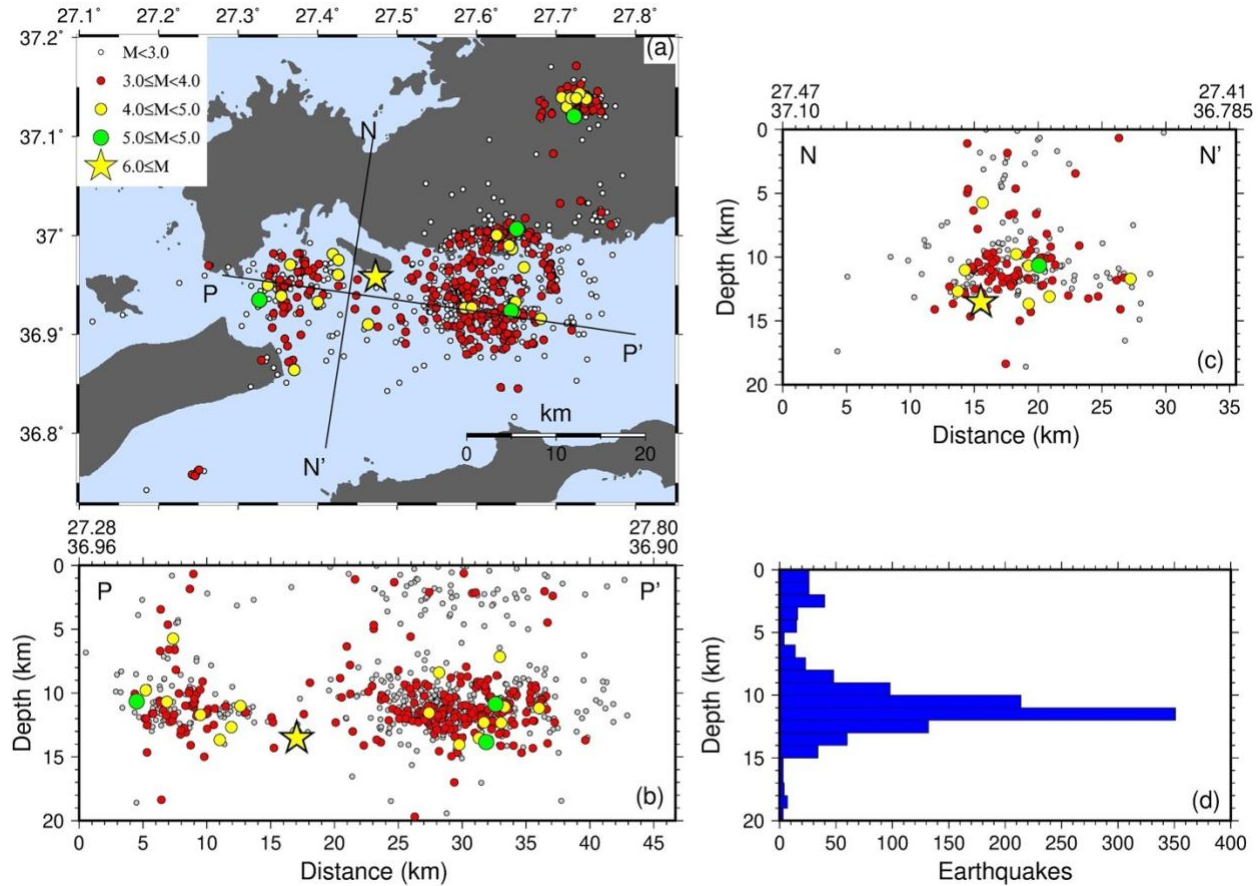 27.1˚ 27.2˚ 27.3˚ 27.4˚ 27.5˚ 27.6˚ 27.7˚ 27.8˚
37.2˚
37.1˚
37˚
36.9˚
36.8˚
M<3.0
3.0≤M<4.0
4.0≤M<5.0
5.0≤M<5.0
6.0≤M
(a)
N
P
P'
N'
km
0 10 20
27.47
37.10
27.41
36.785
N N'
0
5
10
15
20
Depth (km)
(c)
0 5 10 15 20 25 30 35
Distance (km)
27.28
36.96
27.80
36.90
P P'
0
5
10
15
20
Depth (km)
(b)
0 5 10 15 20 25 30 35 40 45
Distance (km)
0
5
10
15
20
Depth (km)
(d)
0 50 100 150 200 250 300 350 400
Earthquakes